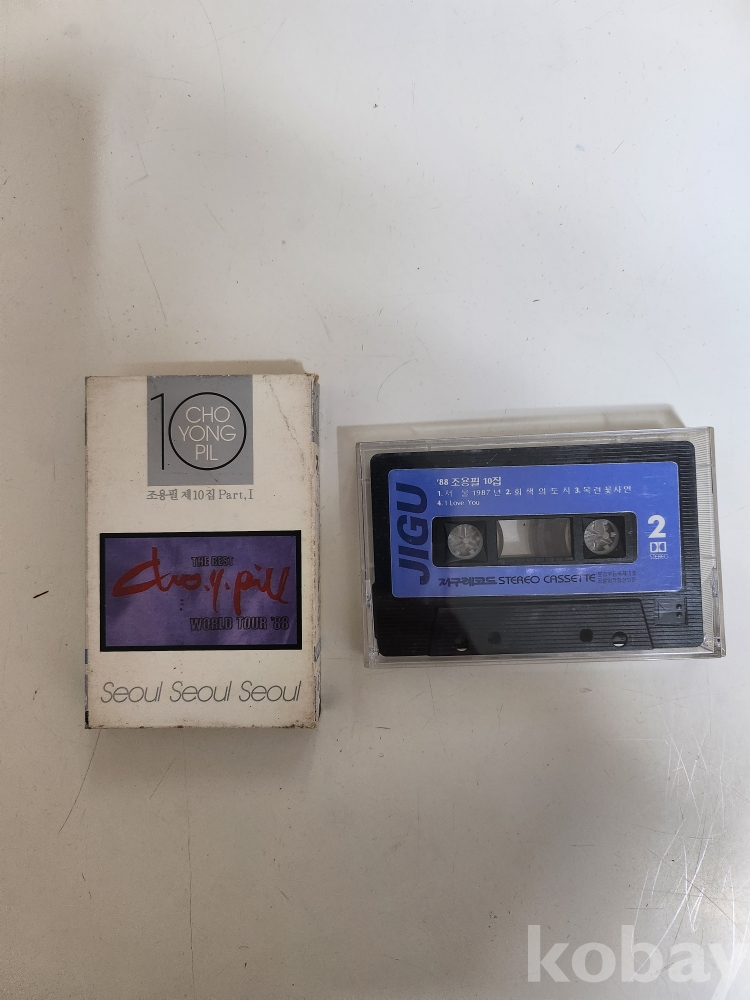 10
CHO
YONG
PIL
조용필 제10집 Part, I
THE BEST
cho.y.pill
WORLD TOUR '88
Seoul Seoul Seoul
JIGU
'88 조용필 10집
1. 서 울 1987 년 2. 회 색 의 도 시 3. 목 련 꽃 사 연
4. I Love You
2
STEREO
지구레코드 STEREO CASSETTE
kobay